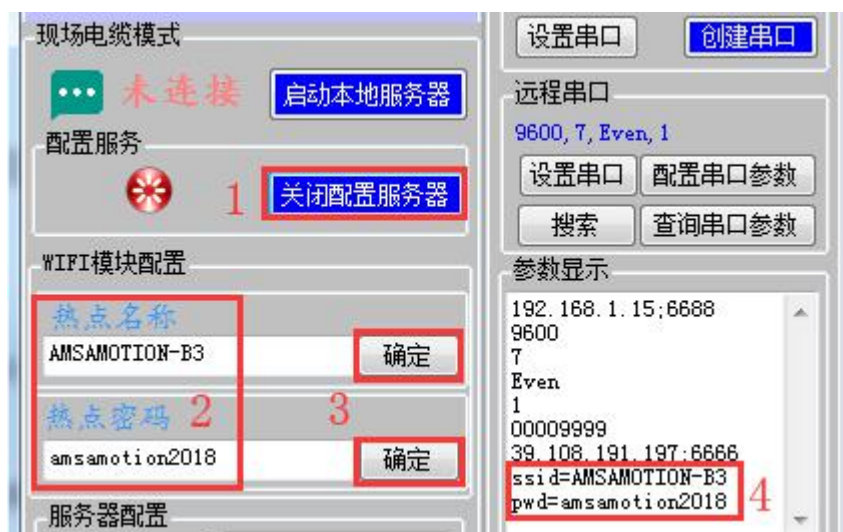 现场电缆模式
未连接
启动本地服务器
配置服务
1
关闭配置服务器
WIFI模块配置
热点名称
AMSAMOTION-B3
确定
热点密码
2
3
amsamotion2018
确定
服务器配置
设置串口
创建串口
远程串口
9600, 7, Even, 1
设置串口
配置串口参数
搜索
查询串口参数
参数显示
192.168.1.15;6688
9600
7
Even
1
00009999
39.108.191.197:6666
ssid=AMSAMOTION-B3
pwd=amsamotion2018
4